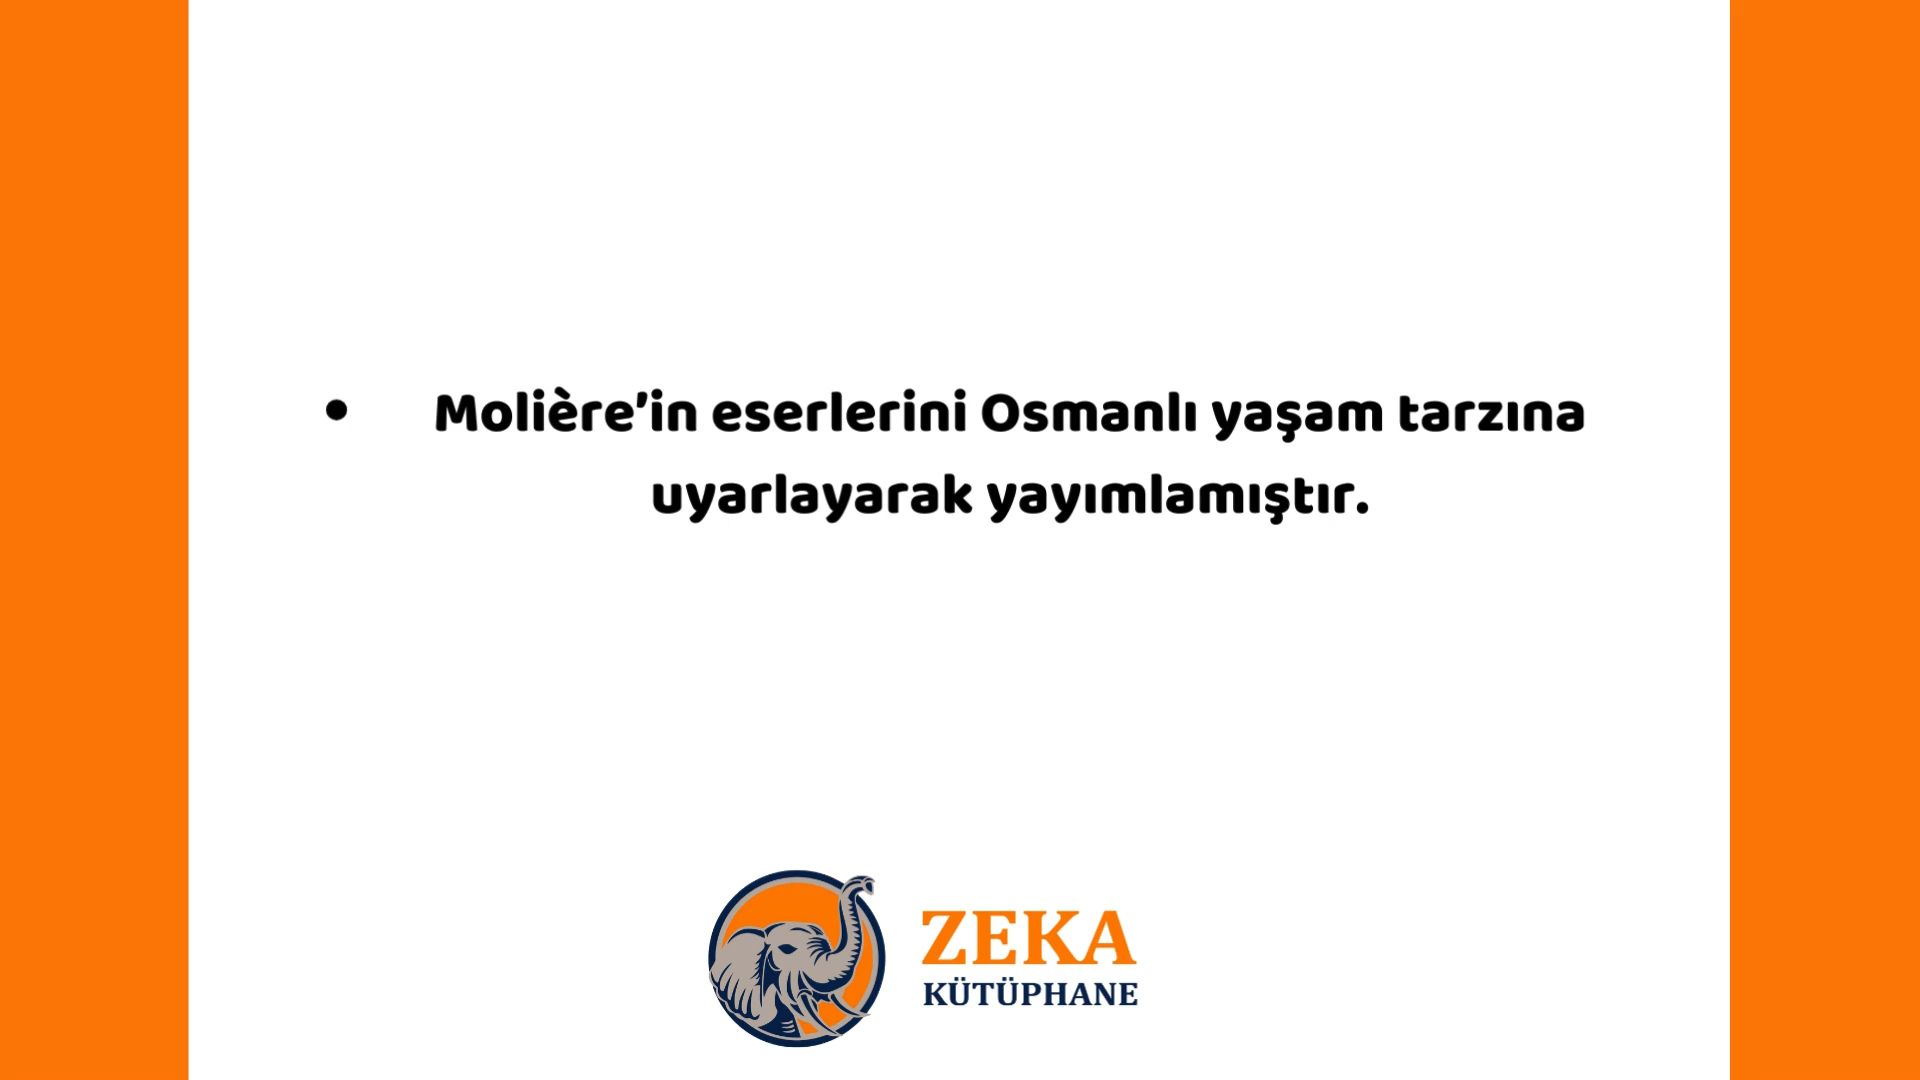 • Molière’in eserlerini Osmanlı yaşam tarzına
uyarlayarak yayımlamıştır.
ZEKA
KÜTÜPHANE